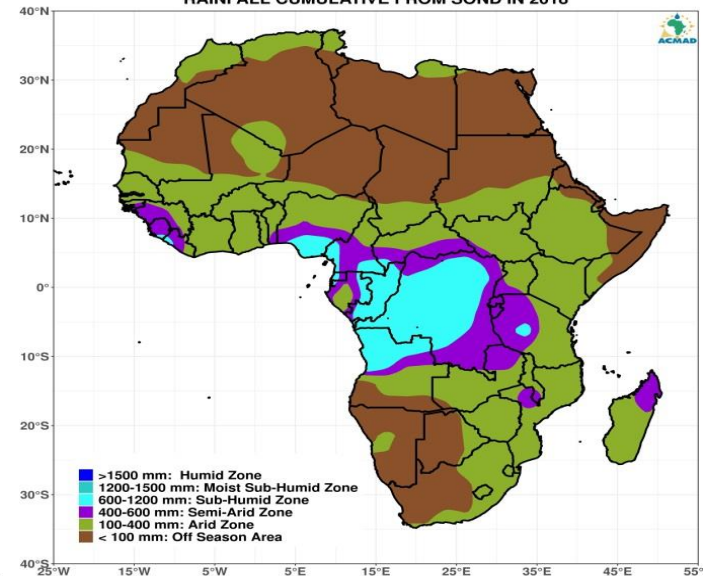 RAINFALL CUMULATIVE FROM SOND IN 2018
ACMAD
40°N
30°N
20°N
10°N
0°
10°S
20°S
30°S
40°S
>1500 mm: Humid Zone
1200-1500 mm: Moist Sub-Humid Zone
600-1200 mm: Sub-Humid Zone
400-600 mm: Semi-Arid Zone
100-400 mm: Arid Zone
< 100 mm: Off Season Area
25°W 15°W 5°W 5°E 15°E 25°E 35°E 45°E 55°